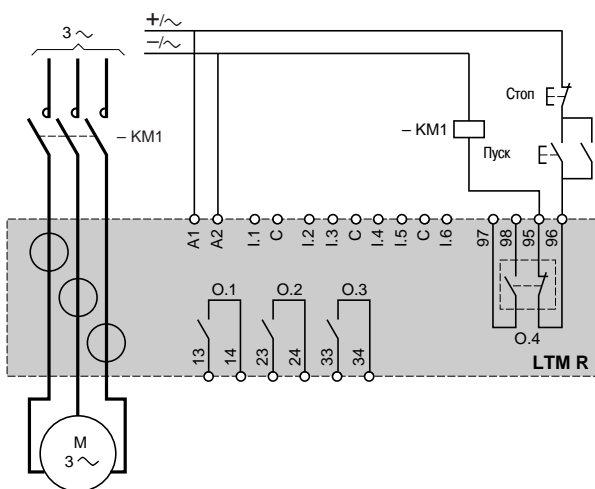 3 ~
+/~
−/~
– KM1
– KM1
Стоп
Пуск
A1
A2
I.1
C
I.2
I.3
C
I.4
I.5
C
I.6
97
98
95
96
O.1
O.2
O.3
O.4
13
14
23
24
33
34
LTM R
M
3 ~